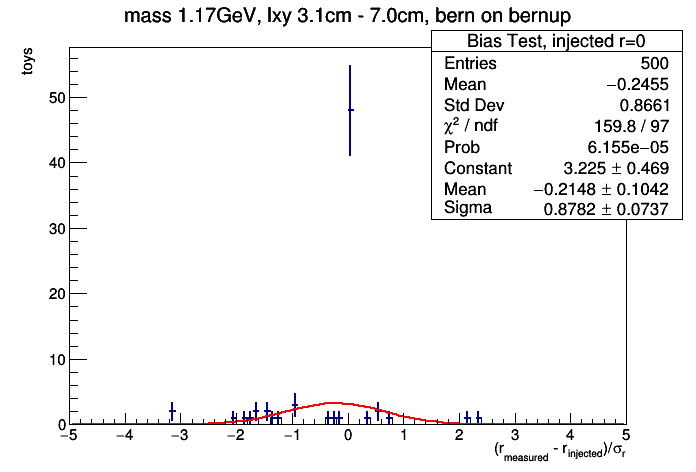 mass 1.17GeV, lxy 3.1cm - 7.0cm, bern on bernup
toys
Bias Test, injected r=0
Entries 500
Mean −0.2455
Std Dev 0.8661
χ² / ndf 159.8 / 97
Prob 6.155e−05
Constant 3.225 ± 0.469
Mean −0.2148 ± 0.1042
Sigma 0.8782 ± 0.0737
50
40
30
20
10
0
−5 −4 −3 −2 −1 0 1 2 3 4 5
(r_measured - r_injected)/σ_r